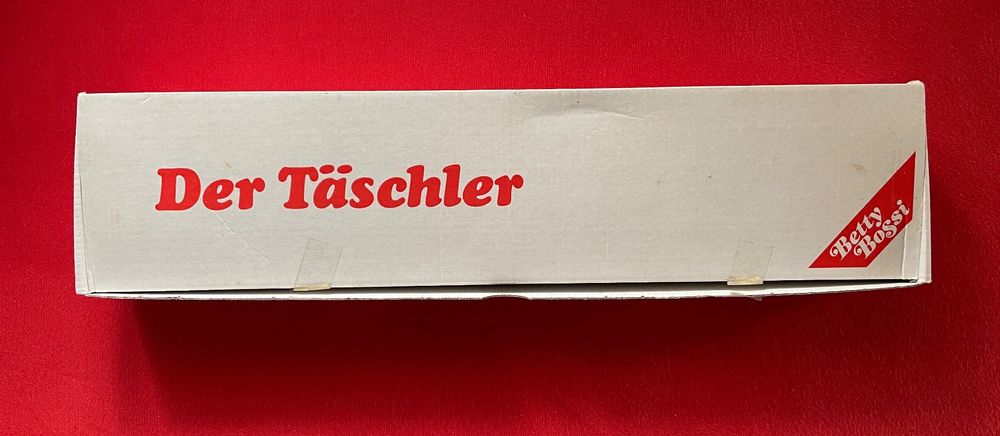 Der Täschler
Betty
Bossi